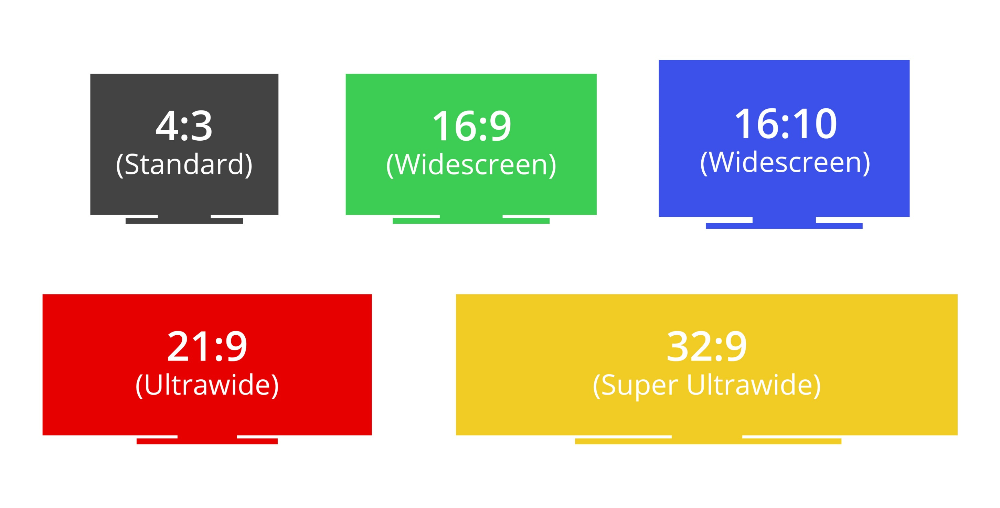 4:3
(Standard)
16:9
(Widescreen)
16:10
(Widescreen)
21:9
(Ultrawide)
32:9
(Super Ultrawide)